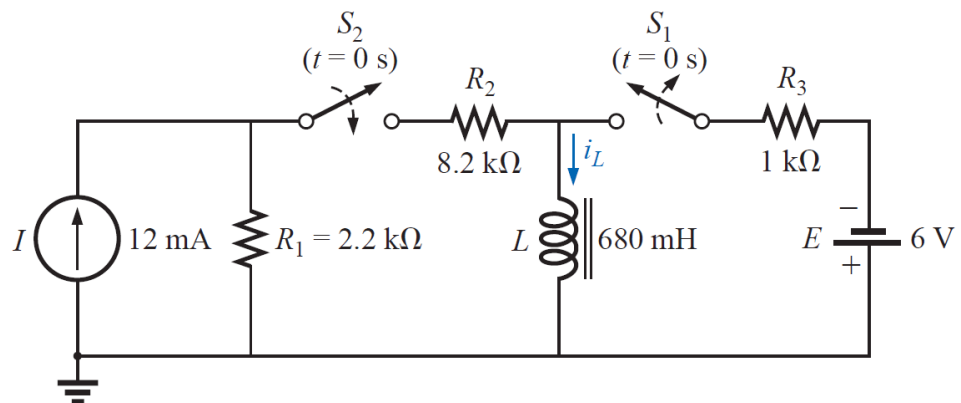 S₂
(t = 0 s)
R₂
8.2 kΩ
S₁
(t = 0 s)
R₃
1 kΩ
I
12 mA
R₁ = 2.2 kΩ
iL
L
680 mH
−
E
6 V
+